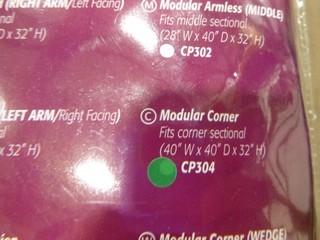 (RIGHT ARM/Left Facing)
D x 32" H)
Ⓜ Modular Armless (MIDDLE)
Fits middle sectional
(28" W x 40" D x 32" H)
CP302
LEFT ARM/Right Facing)
al
x 32" H)
Ⓒ Modular Corner
Fits corner sectional
(40" W x 40" D x 32" H)
CP304
Ⓦ Modular Corner (WEDGE)